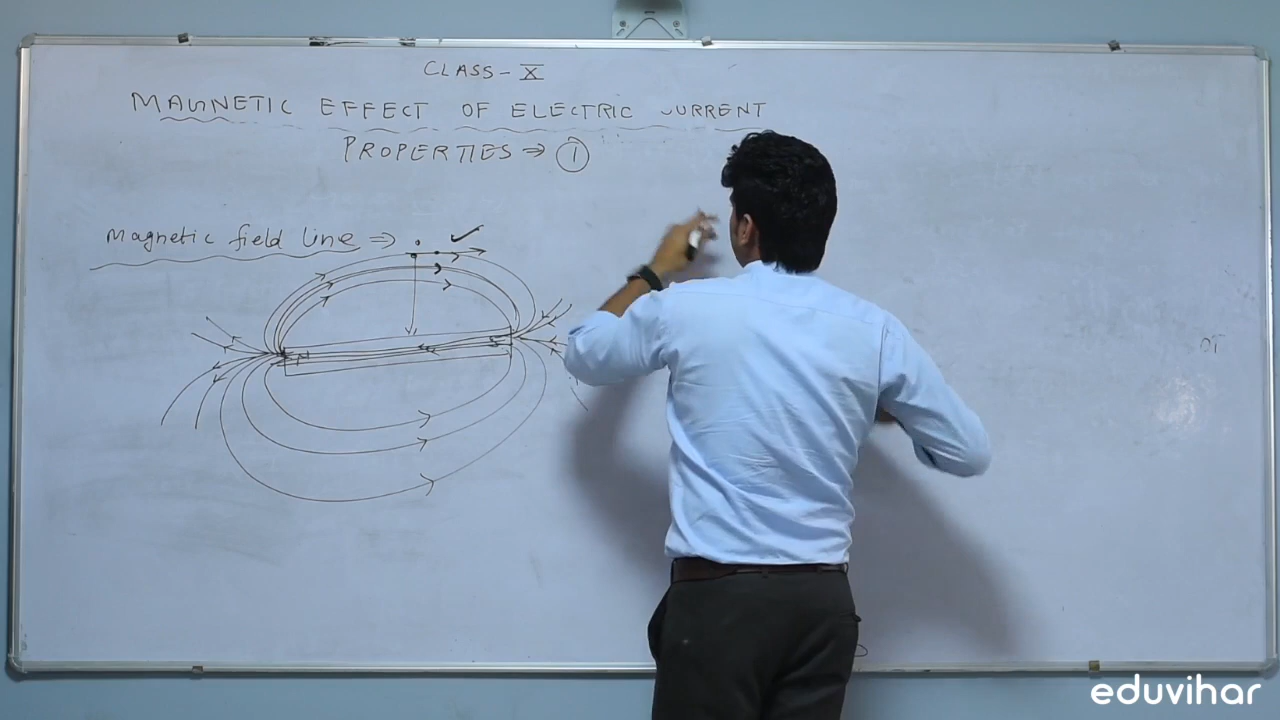 CLASS - X
MAGNETIC EFFECT OF ELECTRIC CURRENT
PROPERTIES ⇒ 1
Magnetic field line ⇒
N
S
eduvihar